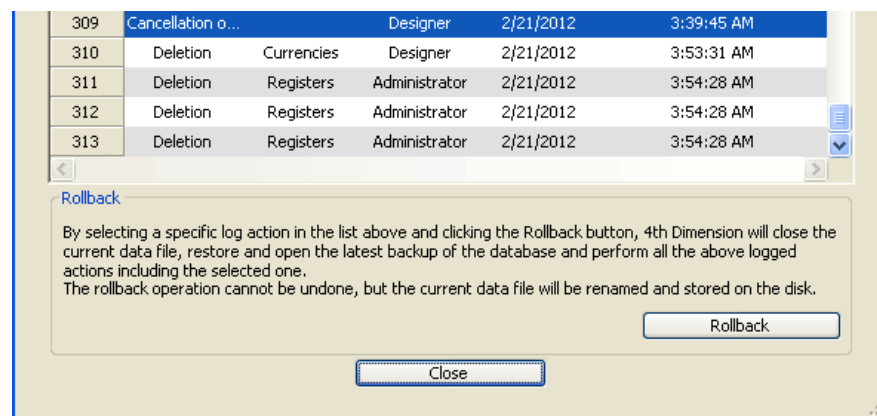 309 Cancellation o... Designer 2/21/2012 3:39:45 AM
310 Deletion Currencies Designer 2/21/2012 3:53:31 AM
311 Deletion Registers Administrator 2/21/2012 3:54:28 AM
312 Deletion Registers Administrator 2/21/2012 3:54:28 AM
313 Deletion Registers Administrator 2/21/2012 3:54:28 AM
Rollback
By selecting a specific log action in the list above and clicking the Rollback button, 4th Dimension will close the
current data file, restore and open the latest backup of the database and perform all the above logged
actions including the selected one.
The rollback operation cannot be undone, but the current data file will be renamed and stored on the disk.
Rollback
Close